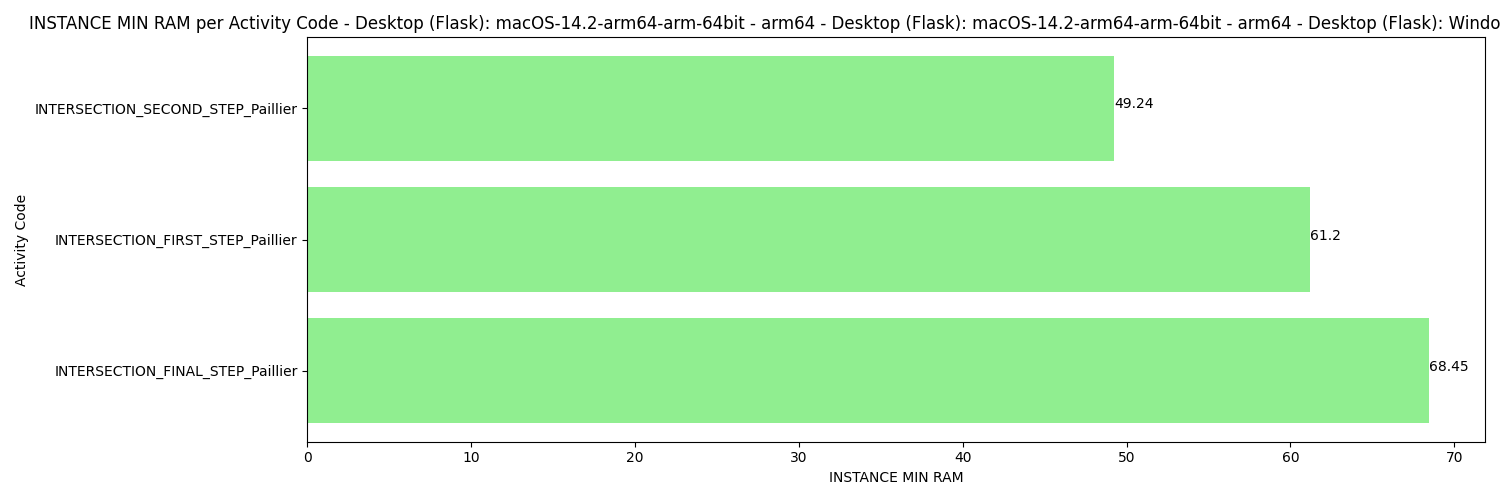 INSTANCE MIN RAM per Activity Code - Desktop (Flask): macOS-14.2-arm64-arm-64bit - arm64 - Desktop (Flask): macOS-14.2-arm64-arm-64bit - arm64 - Desktop (Flask): Windo
INTERSECTION_SECOND_STEP_Paillier
49.24
INTERSECTION_FIRST_STEP_Paillier
61.2
INTERSECTION_FINAL_STEP_Paillier
68.45
Activity Code
0 10 20 30 40 50 60 70
INSTANCE MIN RAM